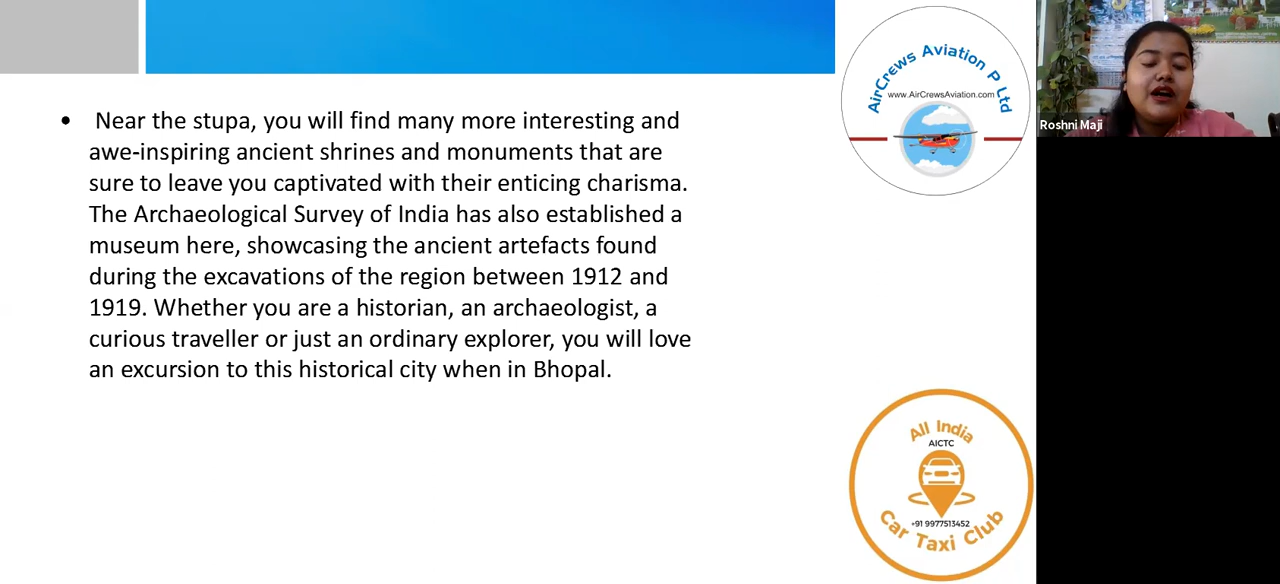 • Near the stupa, you will find many more interesting and
awe-inspiring ancient shrines and monuments that are
sure to leave you captivated with their enticing charisma.
The Archaeological Survey of India has also established a
museum here, showcasing the ancient artefacts found
during the excavations of the region between 1912 and
1919. Whether you are a historian, an archaeologist, a
curious traveller or just an ordinary explorer, you will love
an excursion to this historical city when in Bhopal.
AirCrews Aviation P Ltd
www.AirCrewsAviation.com
Roshni Maji
All India
AICTC
+91 9977513452
Car Taxi Club